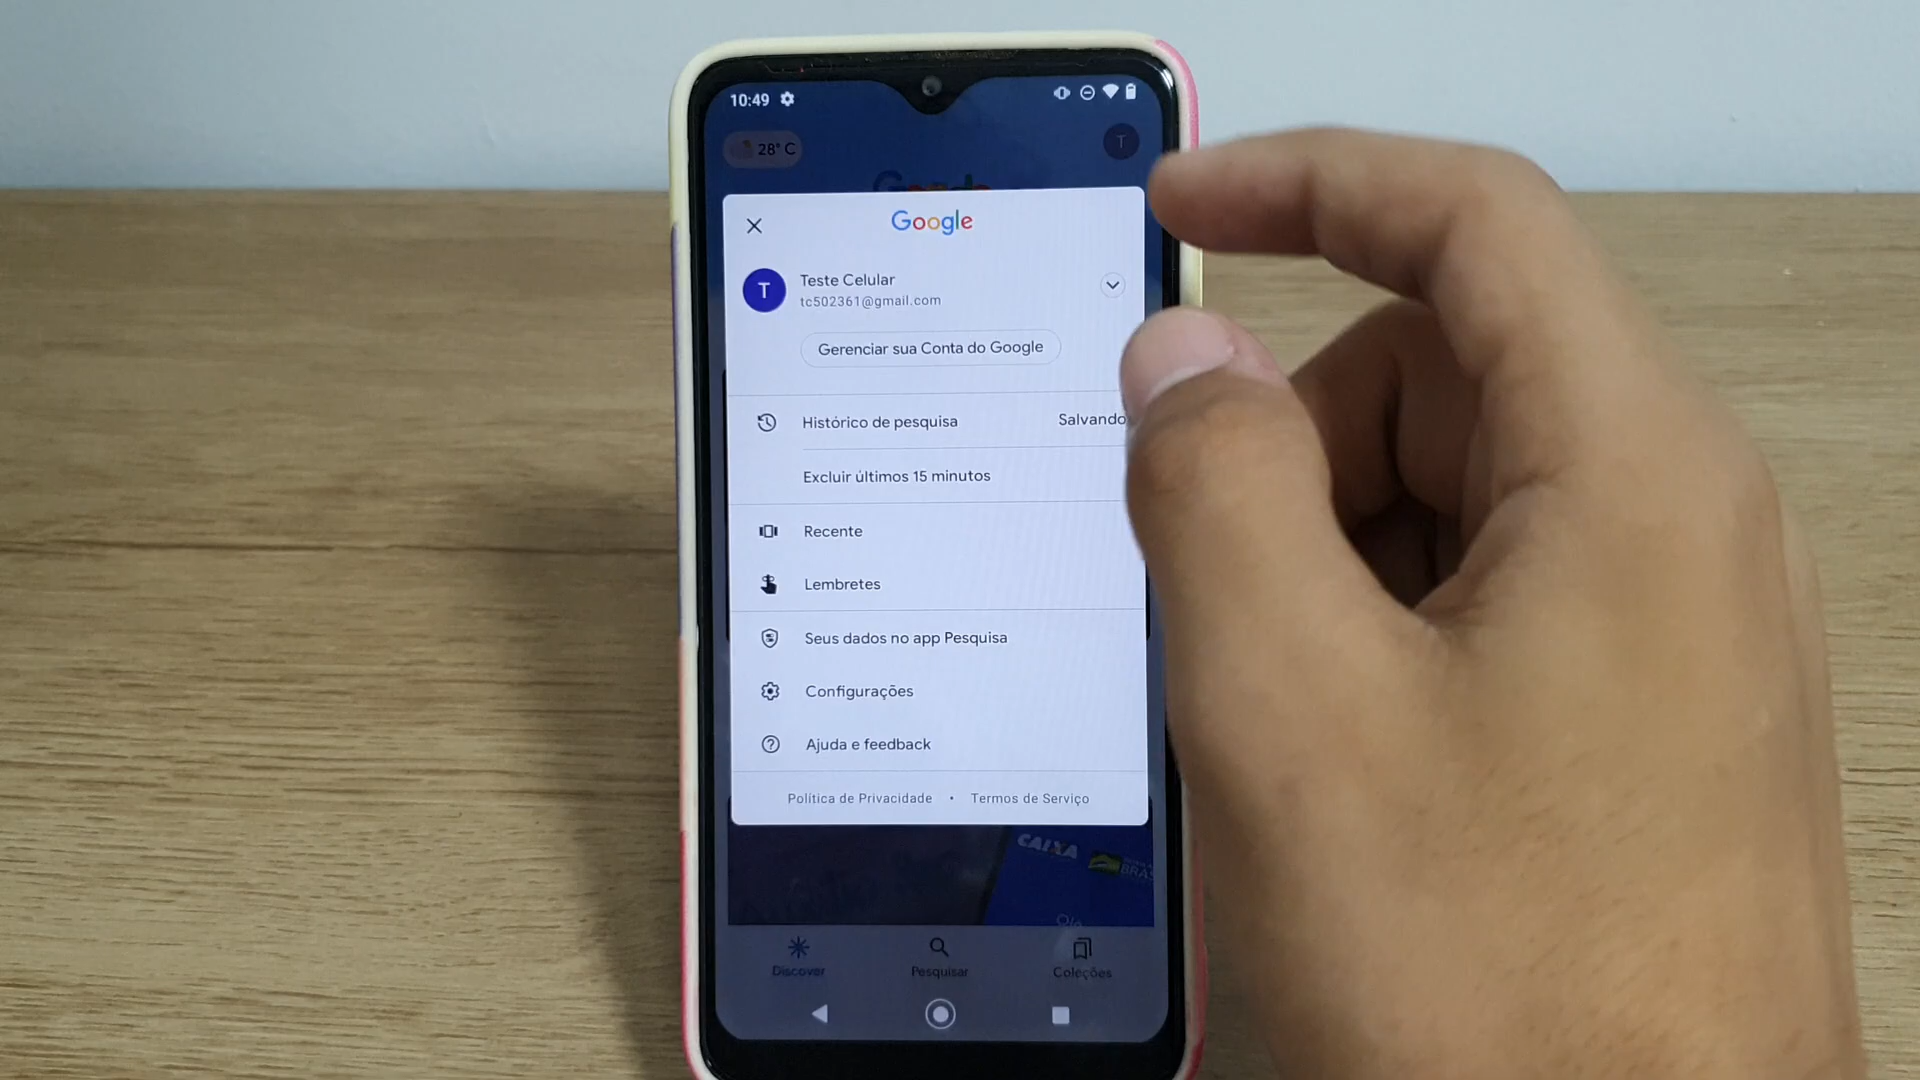 10:49
28° C
T
Google
Google
T
Teste Celular
tc502361@gmail.com
Gerenciar sua Conta do Google
Histórico de pesquisa Salvando
Excluir últimos 15 minutos
Recente
Lembretes
Seus dados no app Pesquisa
Configurações
Ajuda e feedback
Política de Privacidade • Termos de Serviço
CAIXA
Discover Pesquisar Coleções